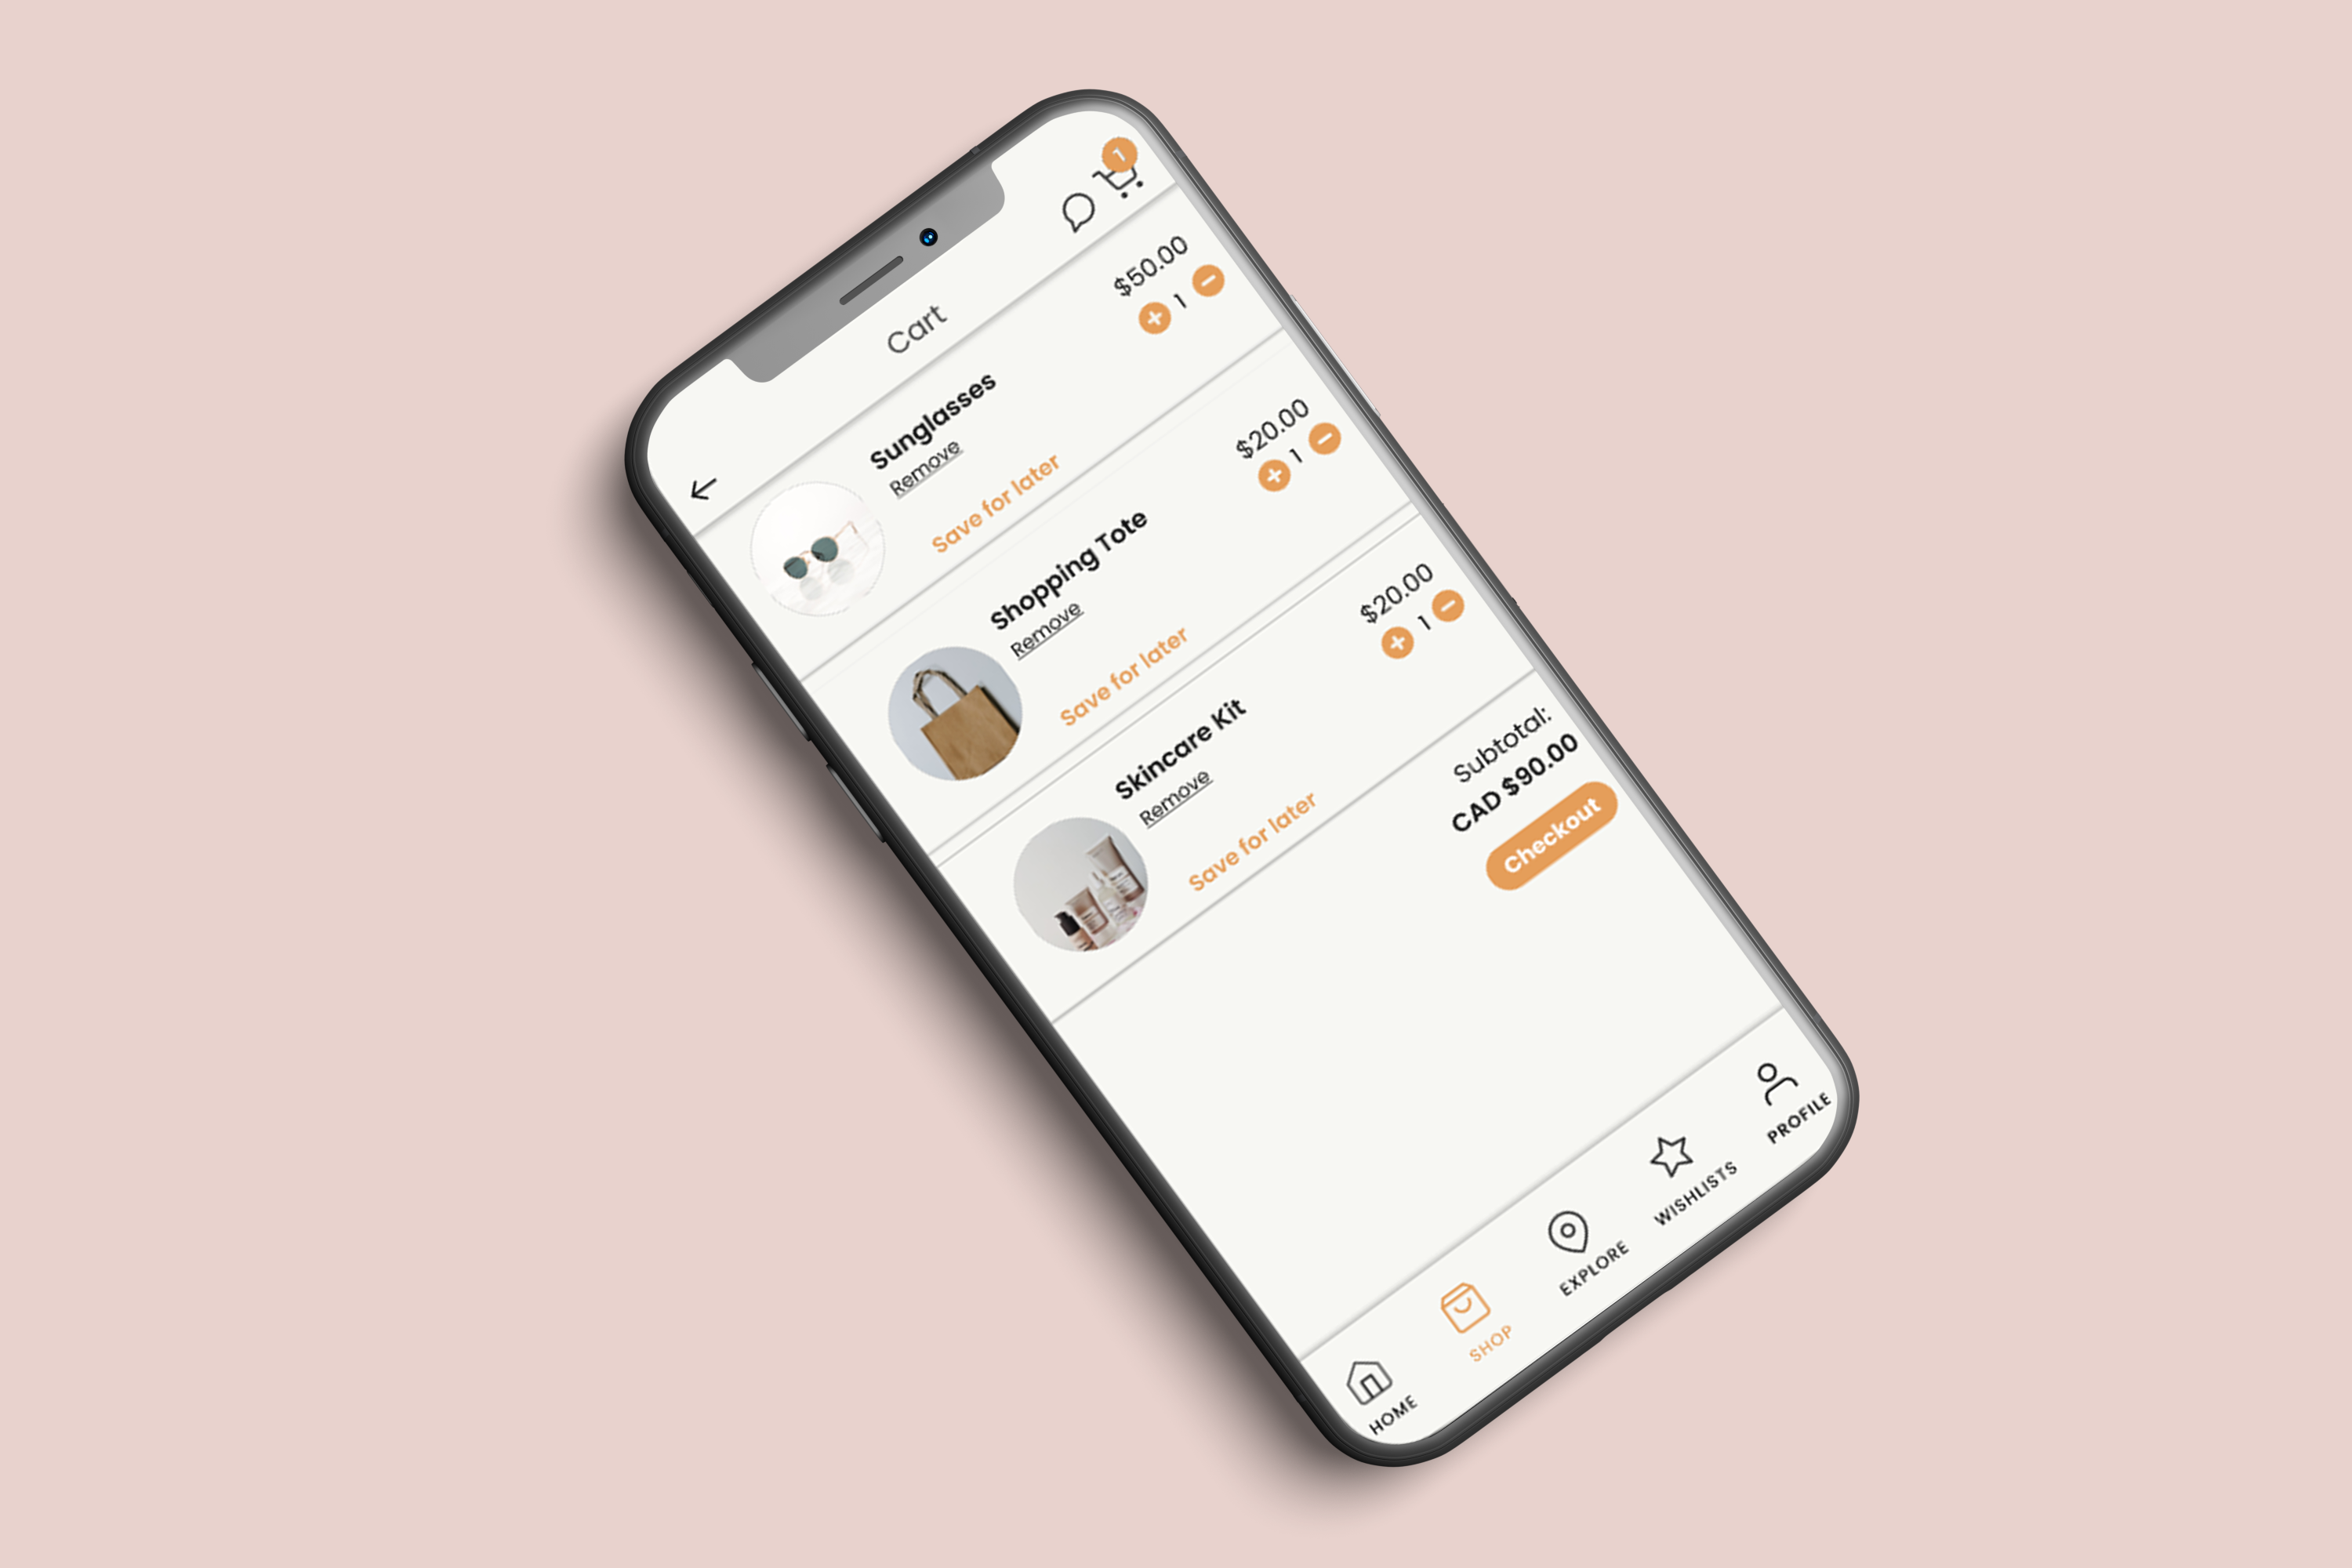 1
Cart
Sunglasses
$50.00
Remove
1
Save for later
Shopping Tote
$20.00
Remove
1
Save for later
Skincare Kit
$20.00
Remove
1
Save for later
Subtotal:
CAD $90.00
Checkout
HOME
SHOP
EXPLORE
WISHLISTS
PROFILE